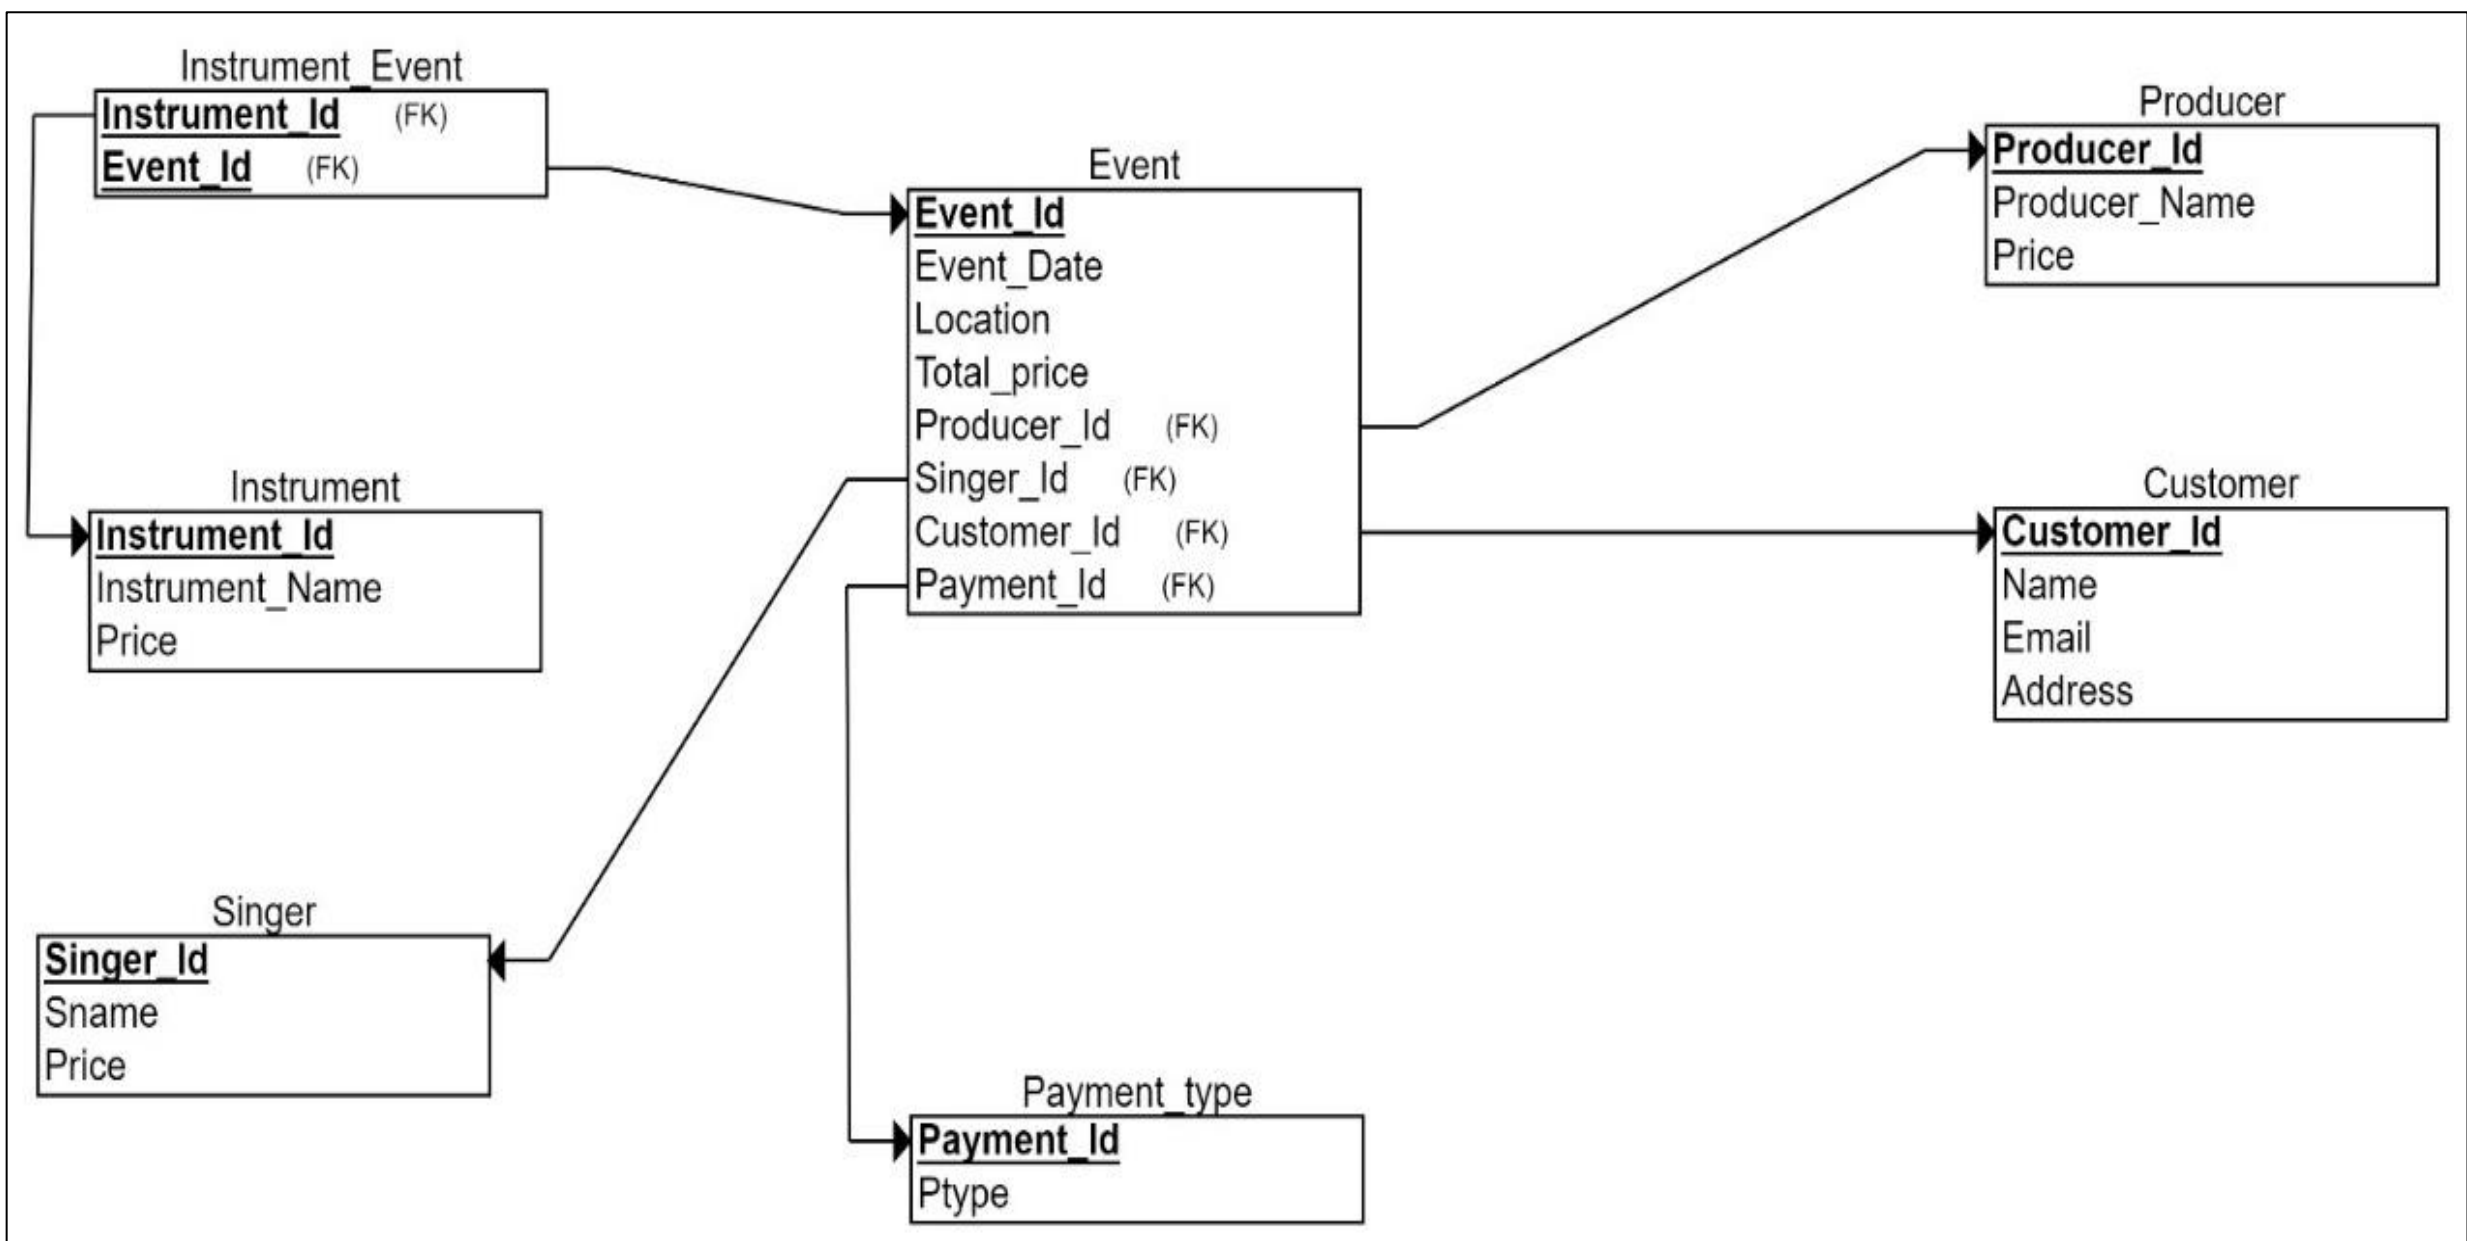 Instrument_Event
Instrument_Id (FK)
Event_Id (FK)
Instrument
Instrument_Id
Instrument_Name
Price
Singer
Singer_Id
Sname
Price
Event
Event_Id
Event_Date
Location
Total_price
Producer_Id (FK)
Singer_Id (FK)
Customer_Id (FK)
Payment_Id (FK)
Payment_type
Payment_Id
Ptype
Producer
Producer_Id
Producer_Name
Price
Customer
Customer_Id
Name
Email
Address